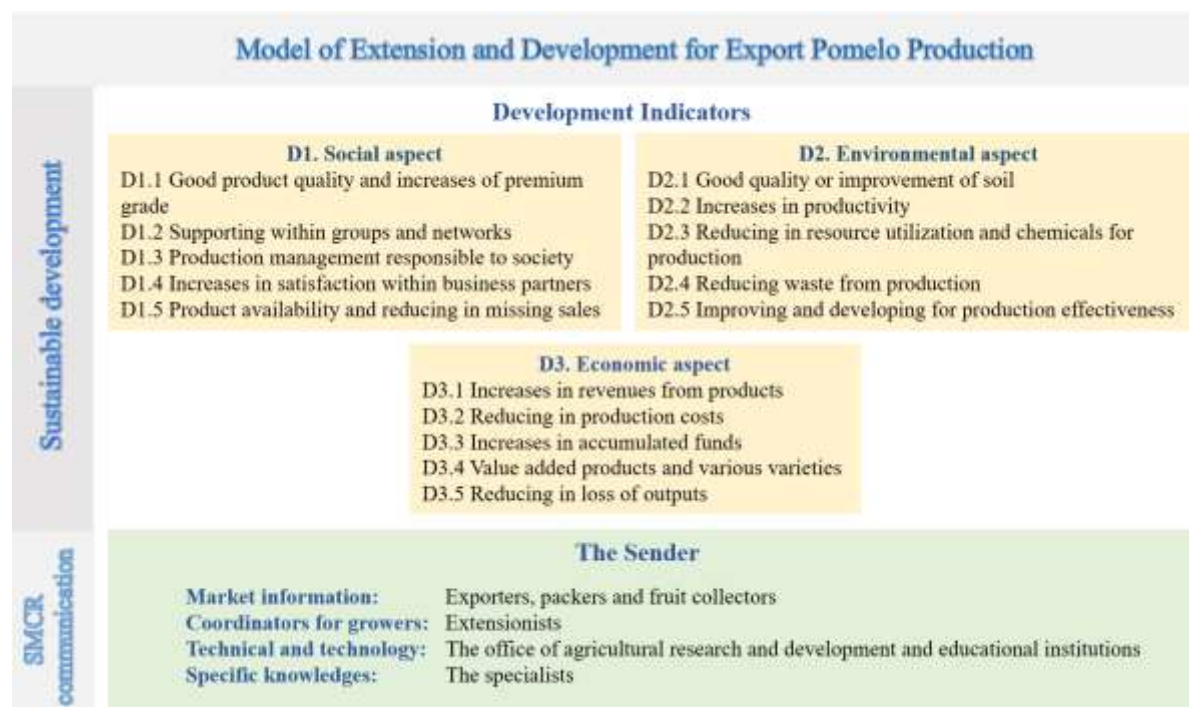 Model of Extension and Development for Export Pomelo Production
Sustainable development
Development Indicators
D1. Social aspect
D1.1 Good product quality and increases of premium
grade
D1.2 Supporting within groups and networks
D1.3 Production management responsible to society
D1.4 Increases in satisfaction within business partners
D1.5 Product availability and reducing in missing sales
D2. Environmental aspect
D2.1 Good quality or improvement of soil
D2.2 Increases in productivity
D2.3 Reducing in resource utilization and chemicals for
production
D2.4 Reducing waste from production
D2.5 Improving and developing for production effectiveness
D3. Economic aspect
D3.1 Increases in revenues from products
D3.2 Reducing in production costs
D3.3 Increases in accumulated funds
D3.4 Value added products and various varieties
D3.5 Reducing in loss of outputs
SMCR
communication
The Sender
Market information: Exporters, packers and fruit collectors
Coordinators for growers: Extensionists
Technical and technology: The office of agricultural research and development and educational institutions
Specific knowledges: The specialists